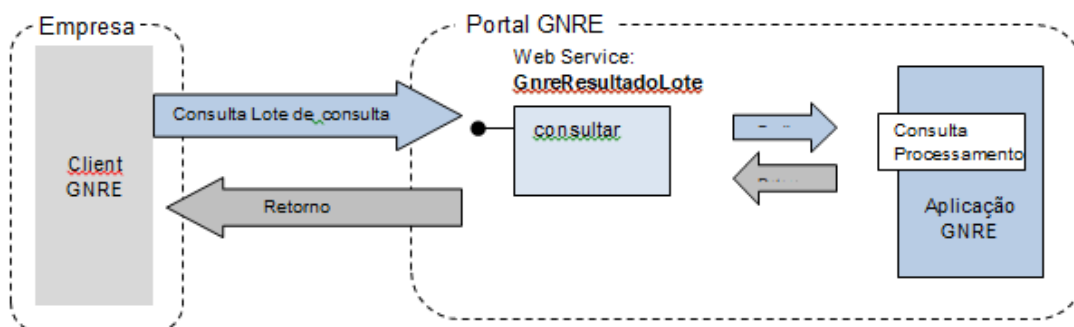 Empresa
Portal GNRE
Web Service:
GnreResultadoLote
Consulta Lote de consulta
consultar
Consulta
Processamento
Client
GNRE
Retorno
Aplicação
GNRE